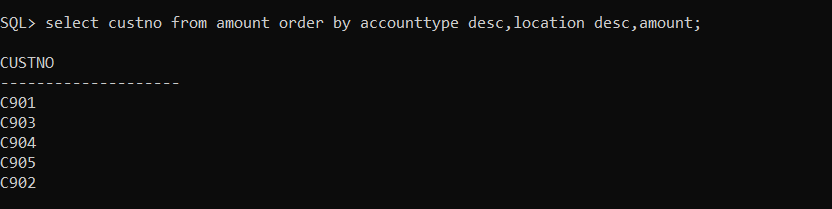 SQL> select custno from amount order by accounttype desc,location desc,amount;
CUSTNO
--------------------
C901
C903
C904
C905
C902